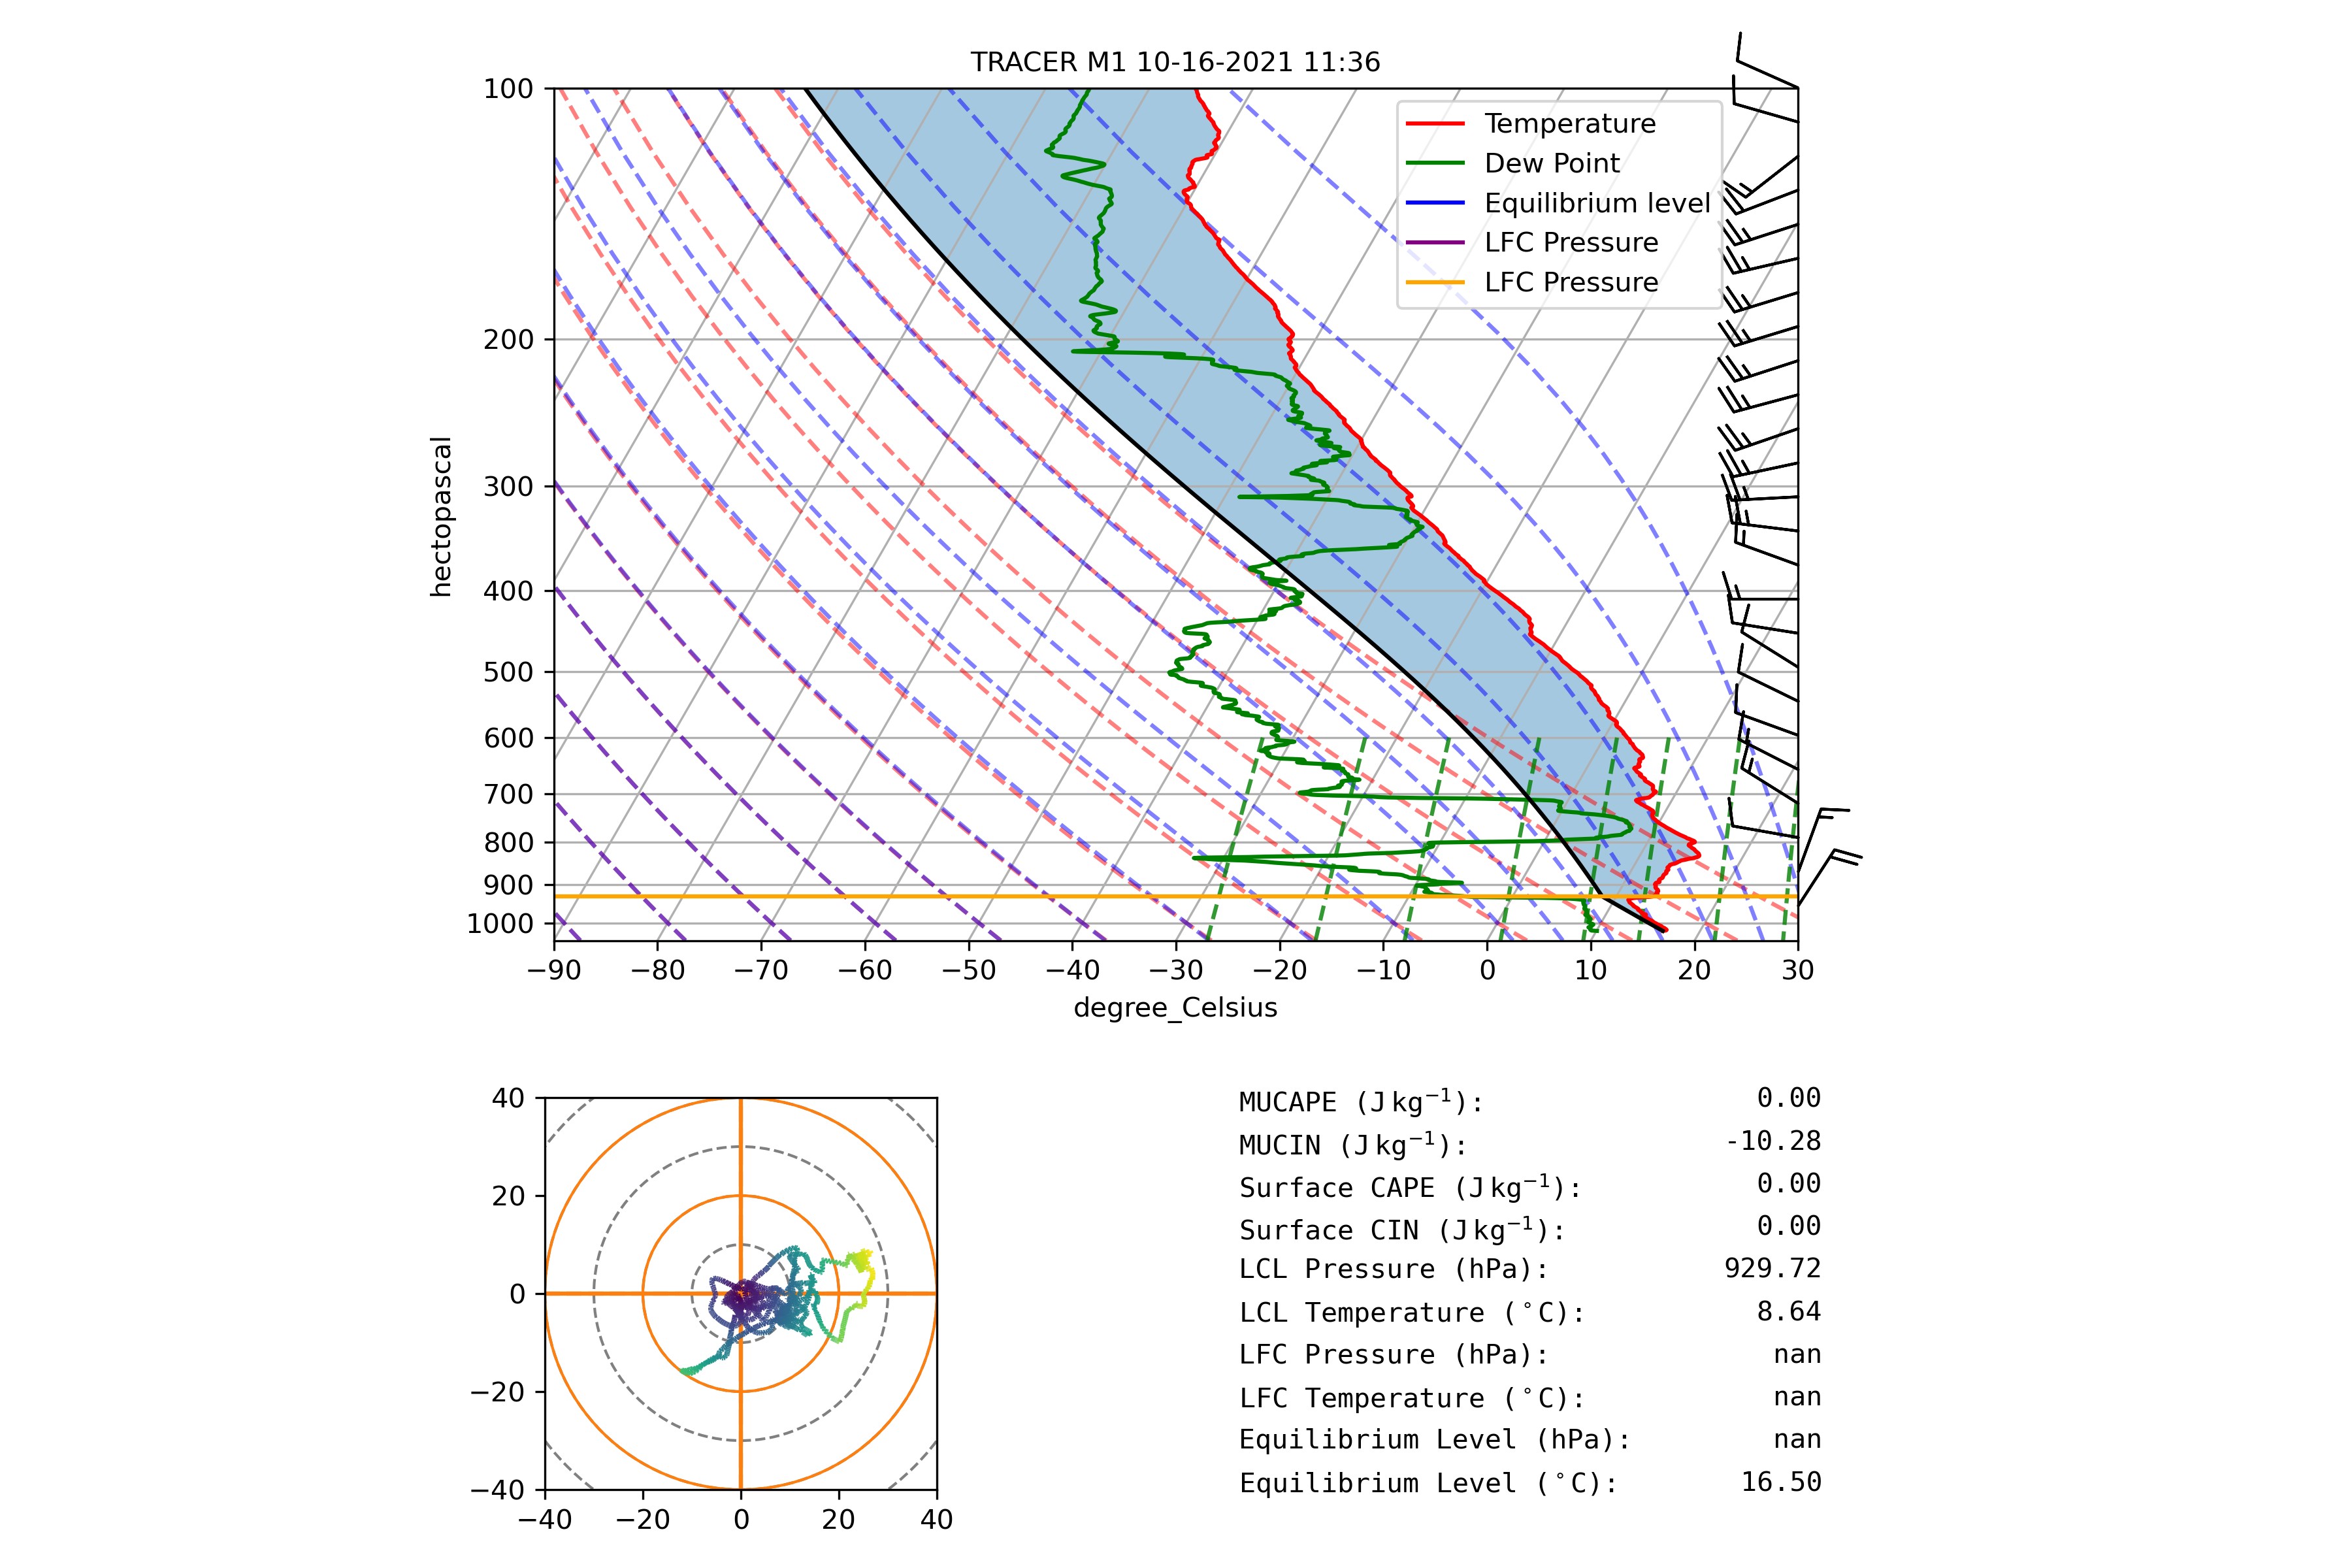 TRACER M1 10-16-2021 11:36
100
200
300
400
500
600
700
800
900
1000
hectopascal
Temperature
Dew Point
Equilibrium level
LFC Pressure
LFC Pressure
−90 −80 −70 −60 −50 −40 −30 −20 −10 0 10 20 30
degree_Celsius
40
20
0
−20
−40
−40 −20 0 20 40
MUCAPE (J kg⁻¹): 0.00
MUCIN (J kg⁻¹): -10.28
Surface CAPE (J kg⁻¹): 0.00
Surface CIN (J kg⁻¹): 0.00
LCL Pressure (hPa): 929.72
LCL Temperature (°C): 8.64
LFC Pressure (hPa): nan
LFC Temperature (°C): nan
Equilibrium Level (hPa): nan
Equilibrium Level (°C): 16.50